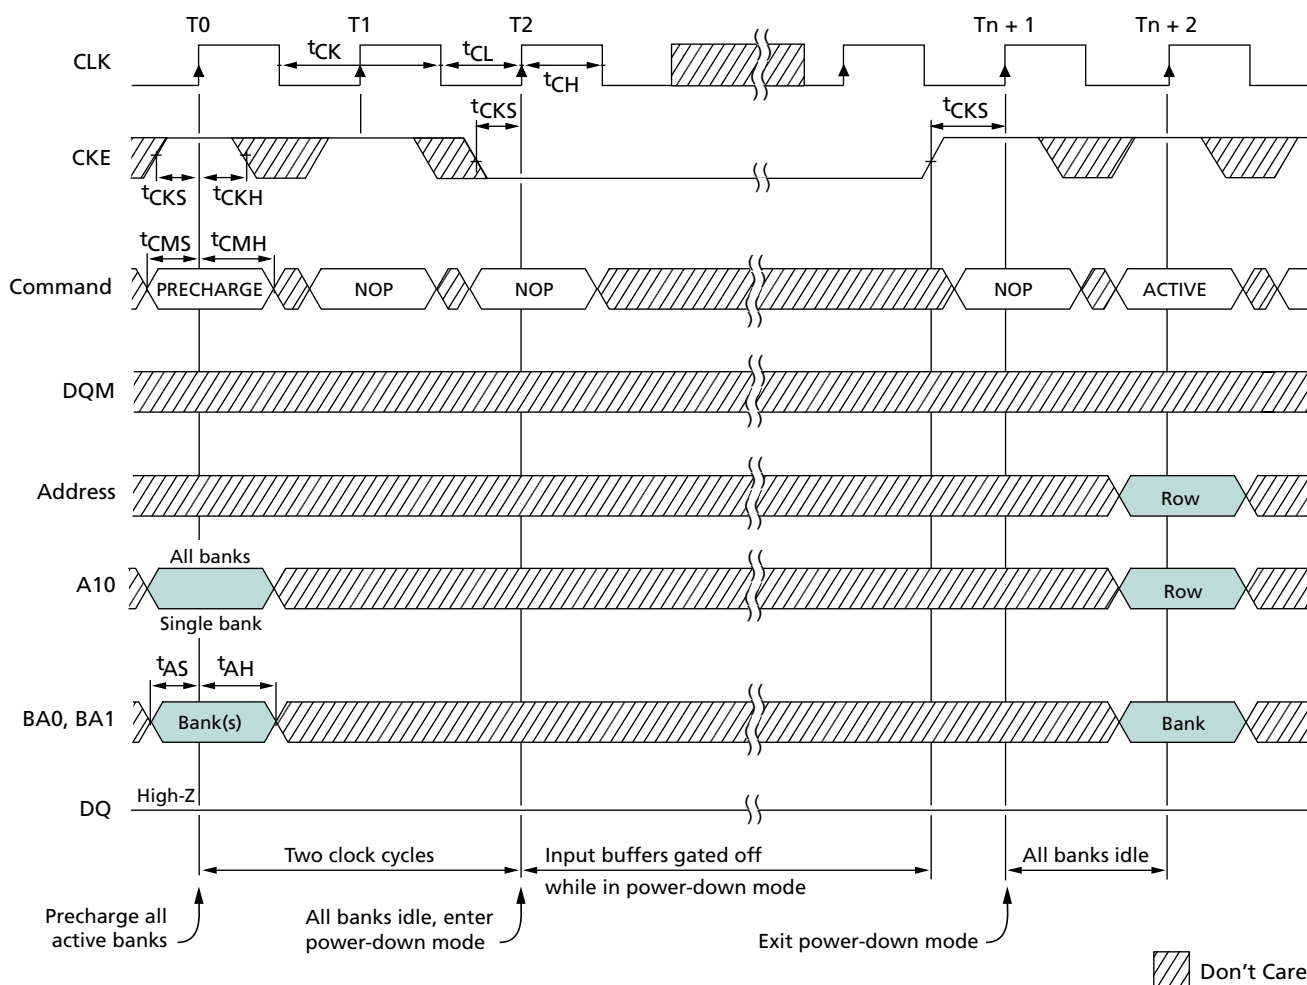 T0 T1 T2 Tn + 1 Tn + 2
CLK tCK tCL tCH
CKE tCKS tCKH tCKS tCKS
tCMS tCMH
Command PRECHARGE NOP NOP NOP ACTIVE
DQM
Address Row
All banks
A10 Row
Single bank
tAS tAH
BA0, BA1 Bank(s) Bank
High-Z
DQ
Two clock cycles
Input buffers gated off
while in power-down mode
All banks idle
Precharge all
active banks
All banks idle, enter
power-down mode
Exit power-down mode
Don't Care